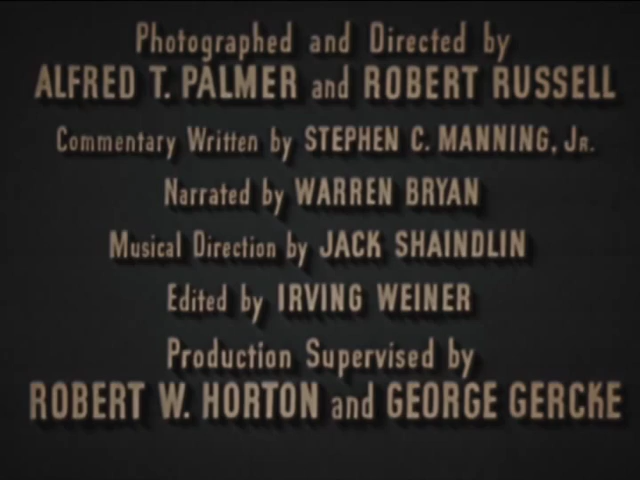 Photographed and Directed by
ALFRED T. PALMER and ROBERT RUSSELL
Commentary Written by STEPHEN C. MANNING, JR.
Narrated by WARREN BRYAN
Musical Direction by JACK SHAINDLIN
Edited by IRVING WEINER
Production Supervised by
ROBERT W. HORTON and GEORGE GERCKE